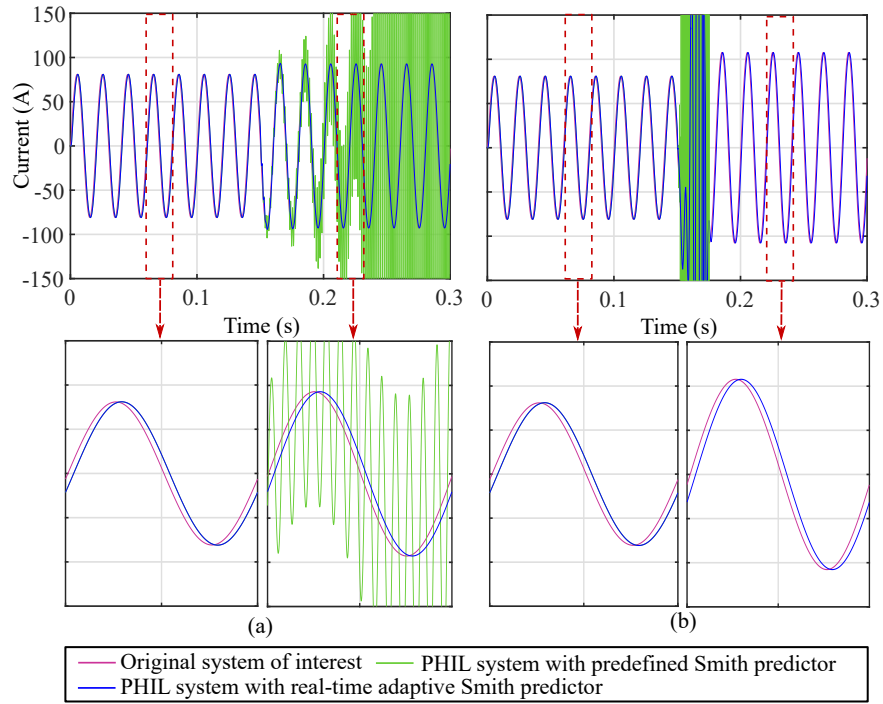 150
100
50
0
-50
-100
-150
Current (A)
0
0.1
0.2
0.3
Time (s)
0
0.1
0.2
0.3
Time (s)
(a)
(b)
Original system of interest
PHIL system with predefined Smith predictor
PHIL system with real-time adaptive Smith predictor